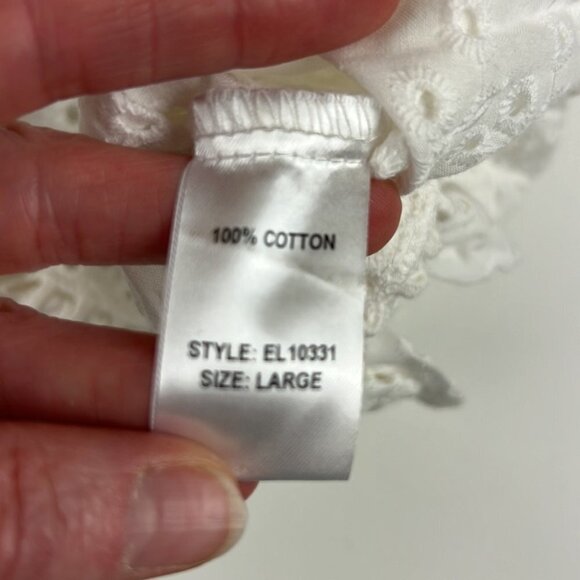 100% COTTON
STYLE: EL10331
SIZE: LARGE